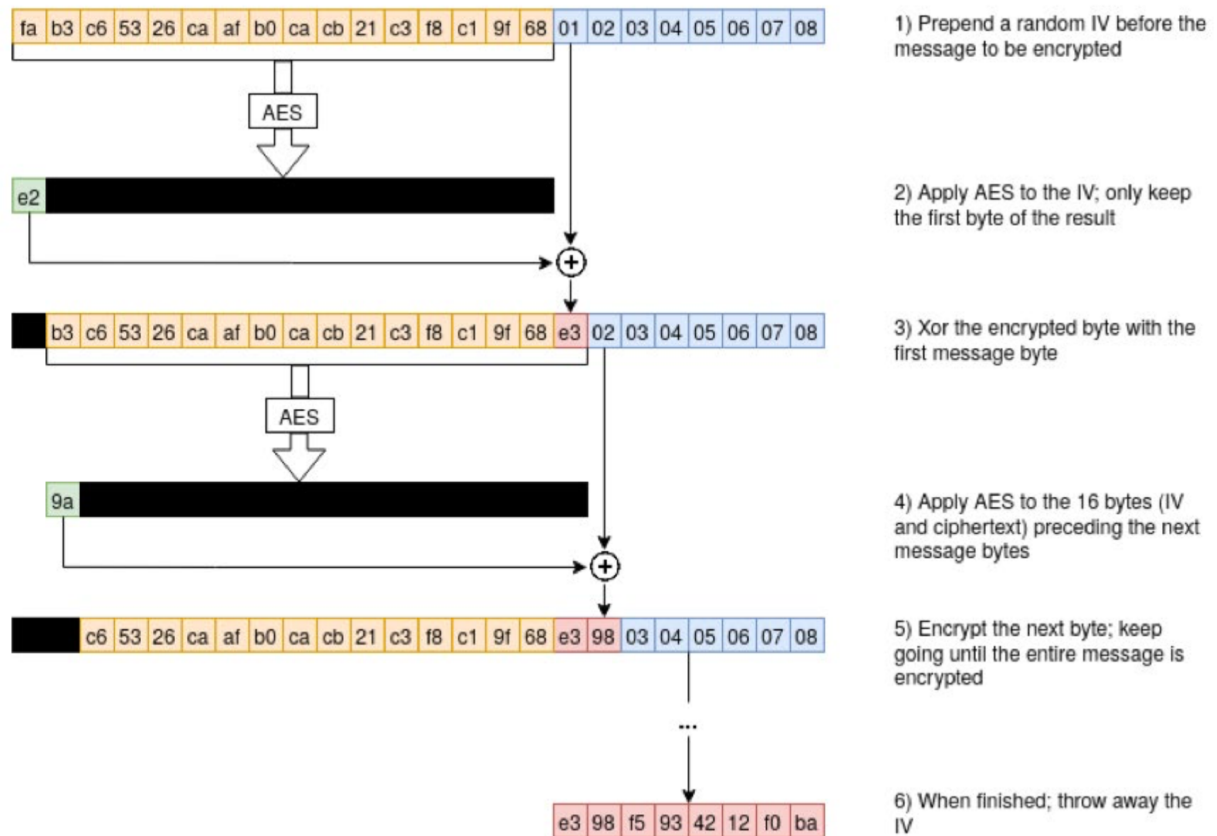 fa b3 c6 53 26 ca af b0 ca cb 21 c3 f8 c1 9f 68 01 02 03 04 05 06 07 08
1) Prepend a random IV before the
message to be encrypted
AES
e2
2) Apply AES to the IV; only keep
the first byte of the result
b3 c6 53 26 ca af b0 ca cb 21 c3 f8 c1 9f 68 e3 02 03 04 05 06 07 08
3) Xor the encrypted byte with the
first message byte
AES
9a
4) Apply AES to the 16 bytes (IV
and ciphertext) preceding the next
message bytes
c6 53 26 ca af b0 ca cb 21 c3 f8 c1 9f 68 e3 98 03 04 05 06 07 08
5) Encrypt the next byte; keep
going until the entire message is
encrypted
...
e3 98 f5 93 42 12 f0 ba
6) When finished; throw away the
IV